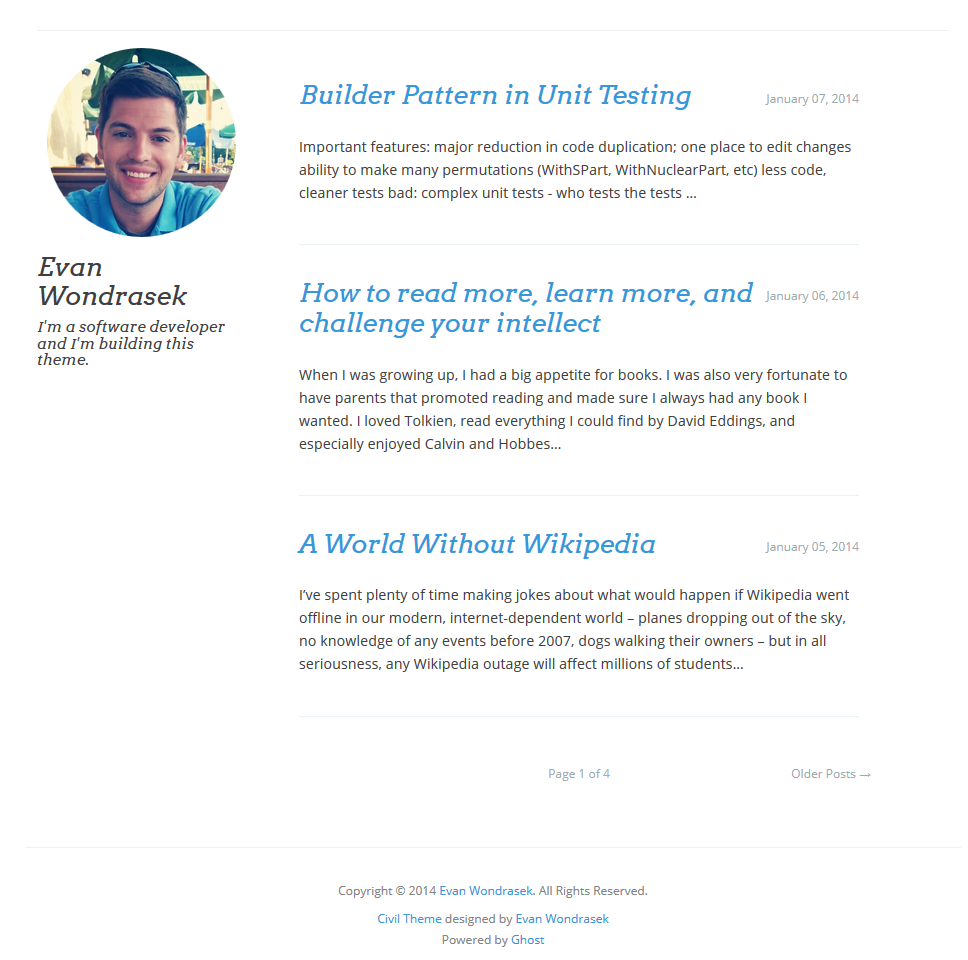 Evan
Wondrasek
I'm a software developer
and I'm building this
theme.
Builder Pattern in Unit Testing
January 07, 2014
Important features: major reduction in code duplication; one place to edit changes
ability to make many permutations (WithSPart, WithNuclearPart, etc) less code,
cleaner tests bad: complex unit tests - who tests the tests ...
How to read more, learn more, and
January 06, 2014
challenge your intellect
When I was growing up, I had a big appetite for books. I was also very fortunate to
have parents that promoted reading and made sure I always had any book I
wanted. I loved Tolkien, read everything I could find by David Eddings, and
especially enjoyed Calvin and Hobbes...
A World Without Wikipedia
January 05, 2014
I’ve spent plenty of time making jokes about what would happen if Wikipedia went
offline in our modern, internet-dependent world – planes dropping out of the sky,
no knowledge of any events before 2007, dogs walking their owners – but in all
seriousness, any Wikipedia outage will affect millions of students...
Page 1 of 4
Older Posts →
Copyright © 2014 Evan Wondrasek. All Rights Reserved.
Civil Theme designed by Evan Wondrasek
Powered by Ghost